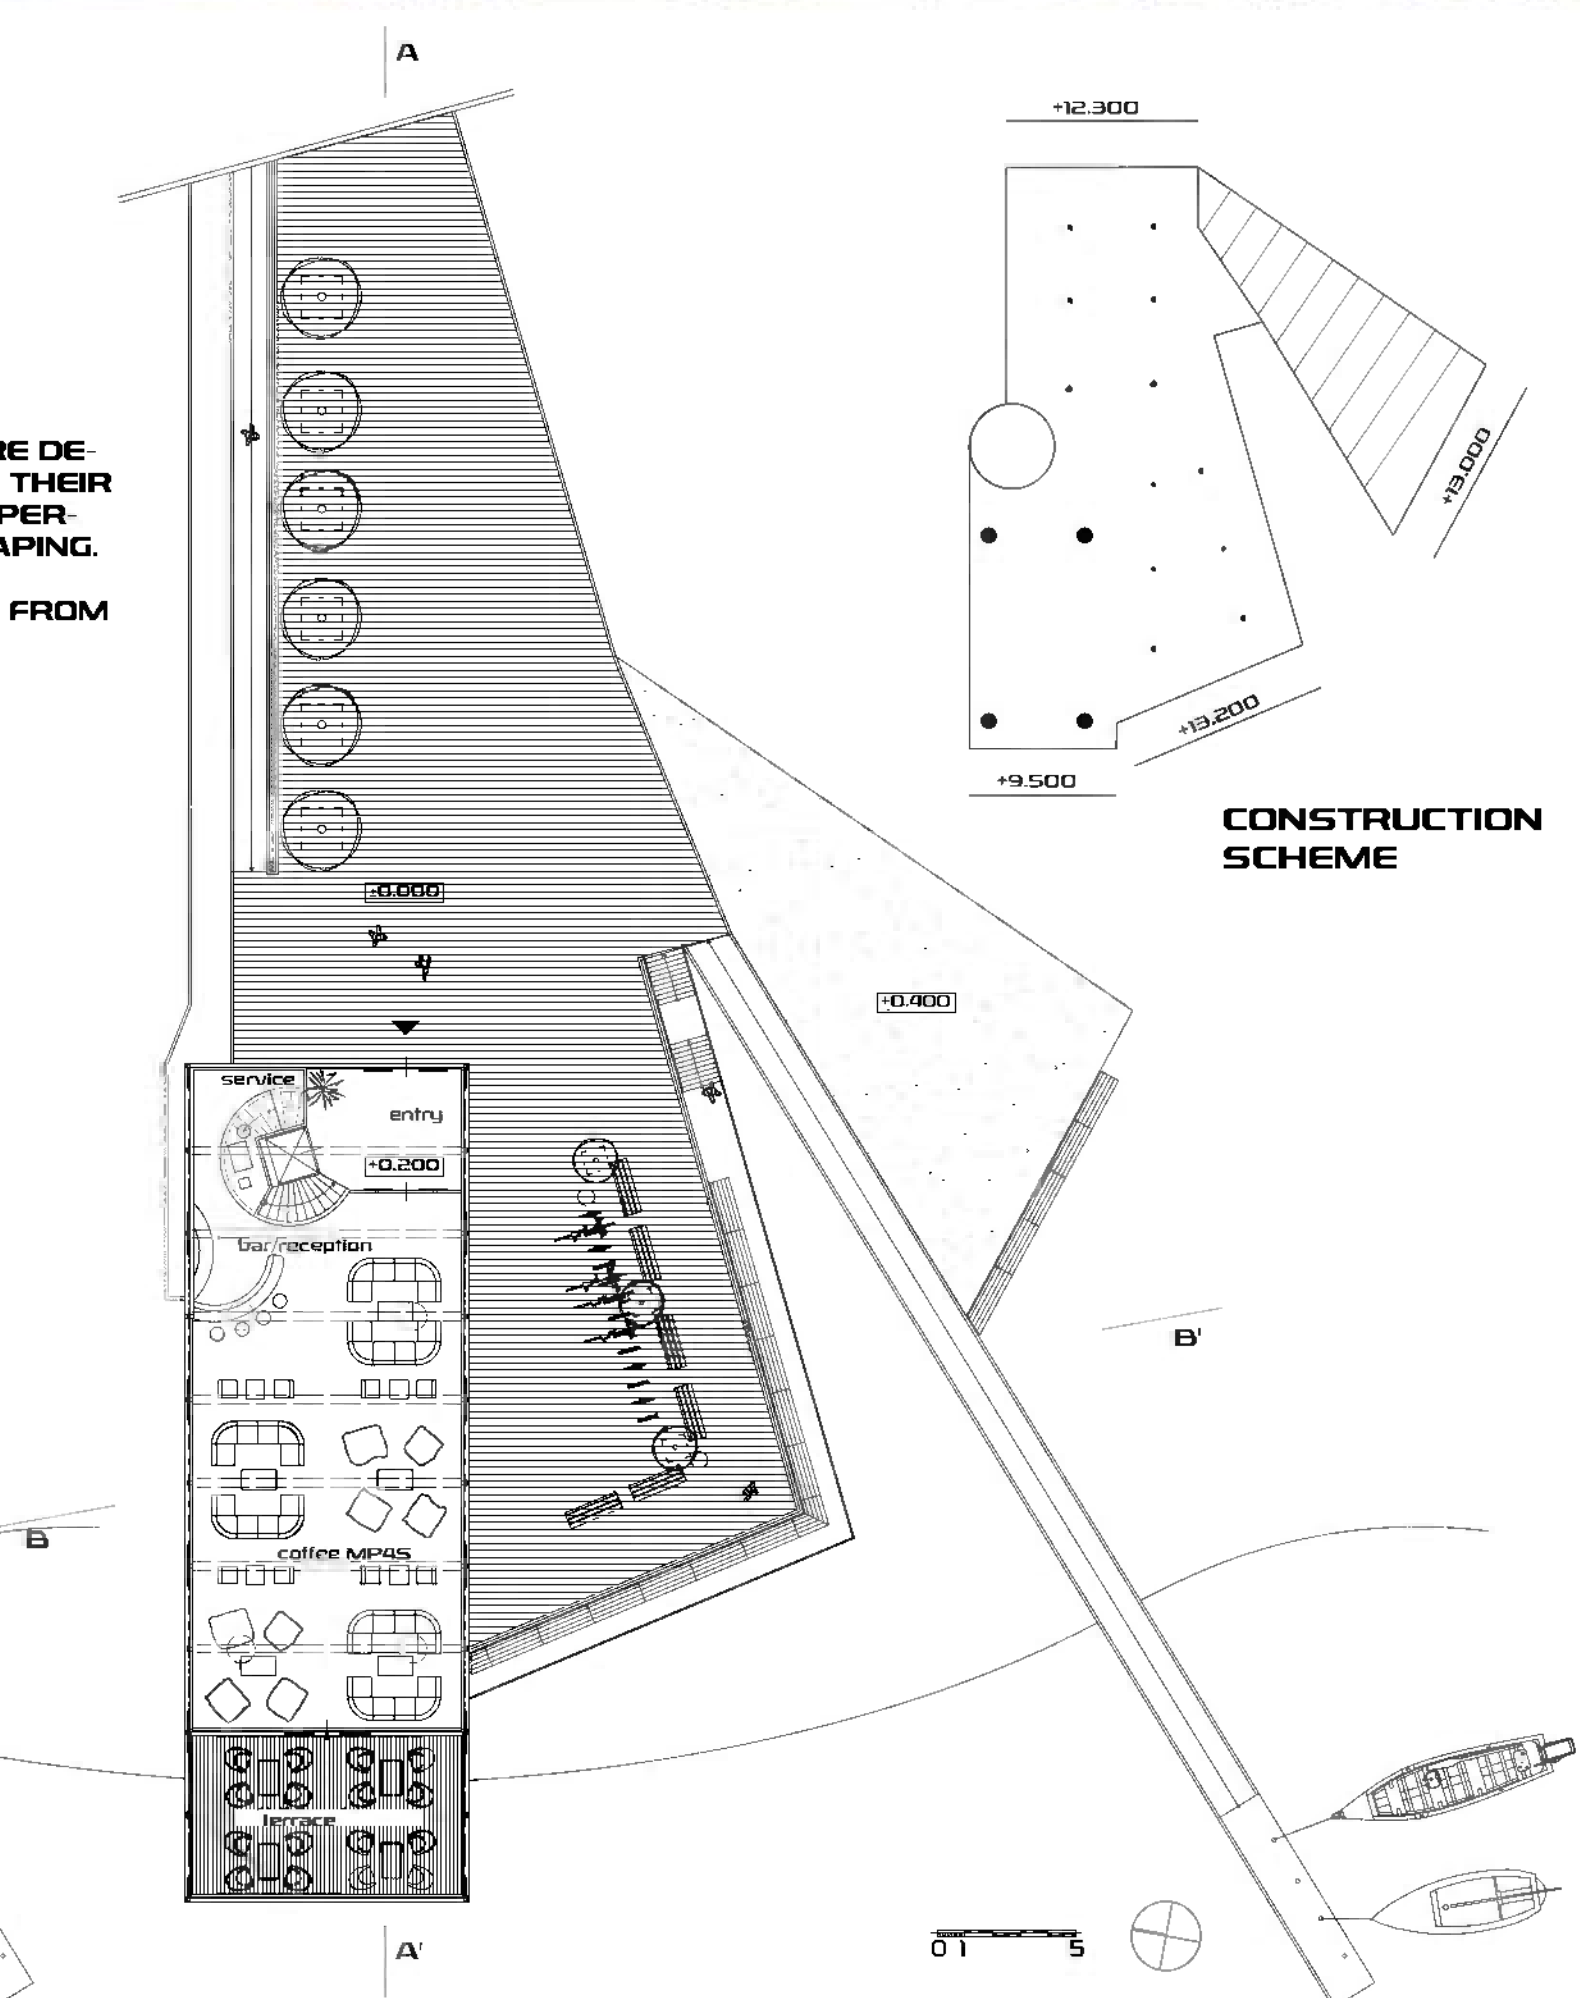 A
+12.300
RE DE-
THEIR
PER-
APING.
FROM
+13.000
+13.200
+9.500
CONSTRUCTION
SCHEME
±0.000
+0.400
service
entry
+0.200
bar/reception
B'
B
coffee MP45
terrace
A'
0 1 5